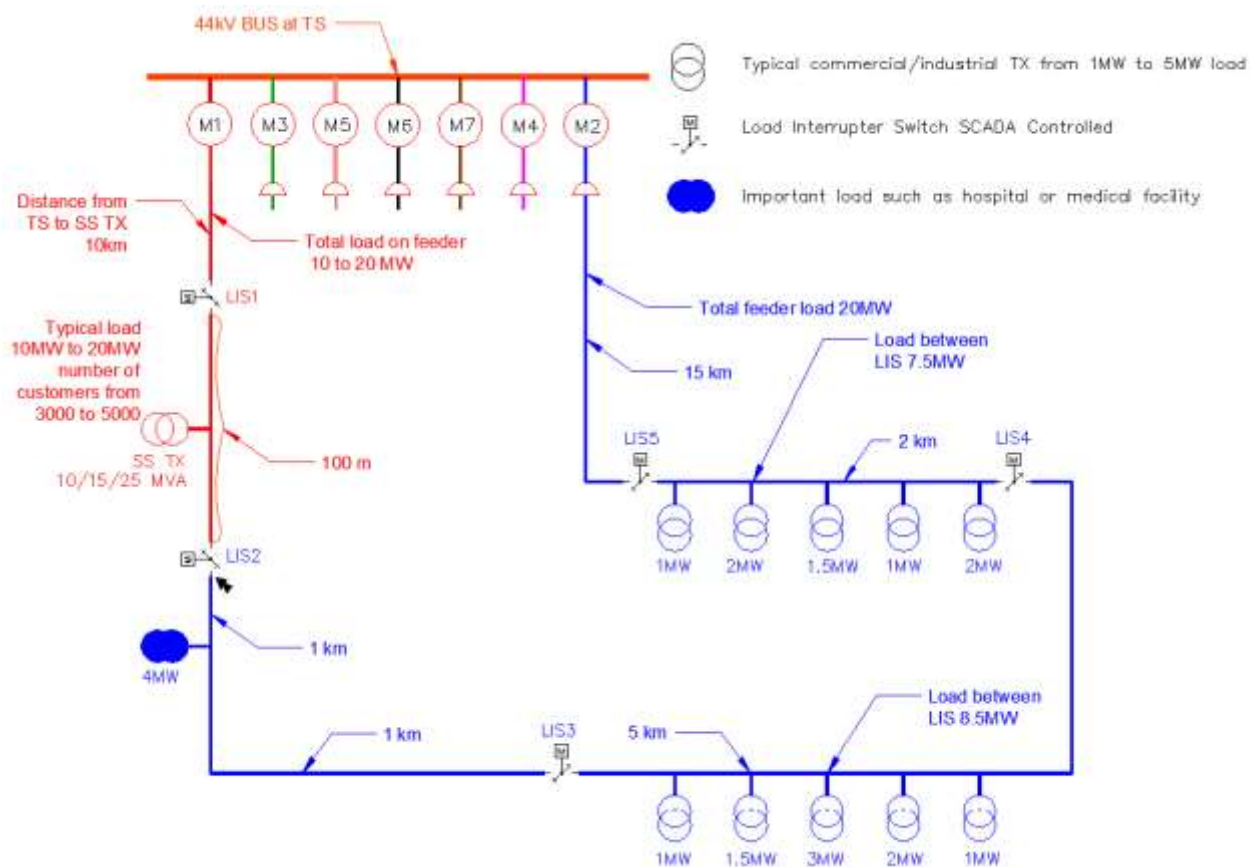 44kV BUS at TS
Typical commercial/industrial TX from 1MW to 5MW load
M1
M3
M5
M6
M7
M4
M2
M
Load Interrupter Switch SCADA Controlled
Important load such as hospital or medical facility
Distance from
TS to SS TX
10km
Total load on feeder
10 to 20 MW
LIS1
Total feeder load 20MW
Typical load
10MW to 20MW
number of
customers from
3000 to 5000
Load between
LIS 7.5MW
15 km
SS TX
10/15/25 MVA
100 m
LIS5
M
2 km
LIS4
M
LIS2
1MW
2MW
1.5MW
1MW
2MW
4MW
1 km
Load between
LIS 8.5MW
1 km
LIS3
M
5 km
1MW
1.5MW
3MW
2MW
1MW